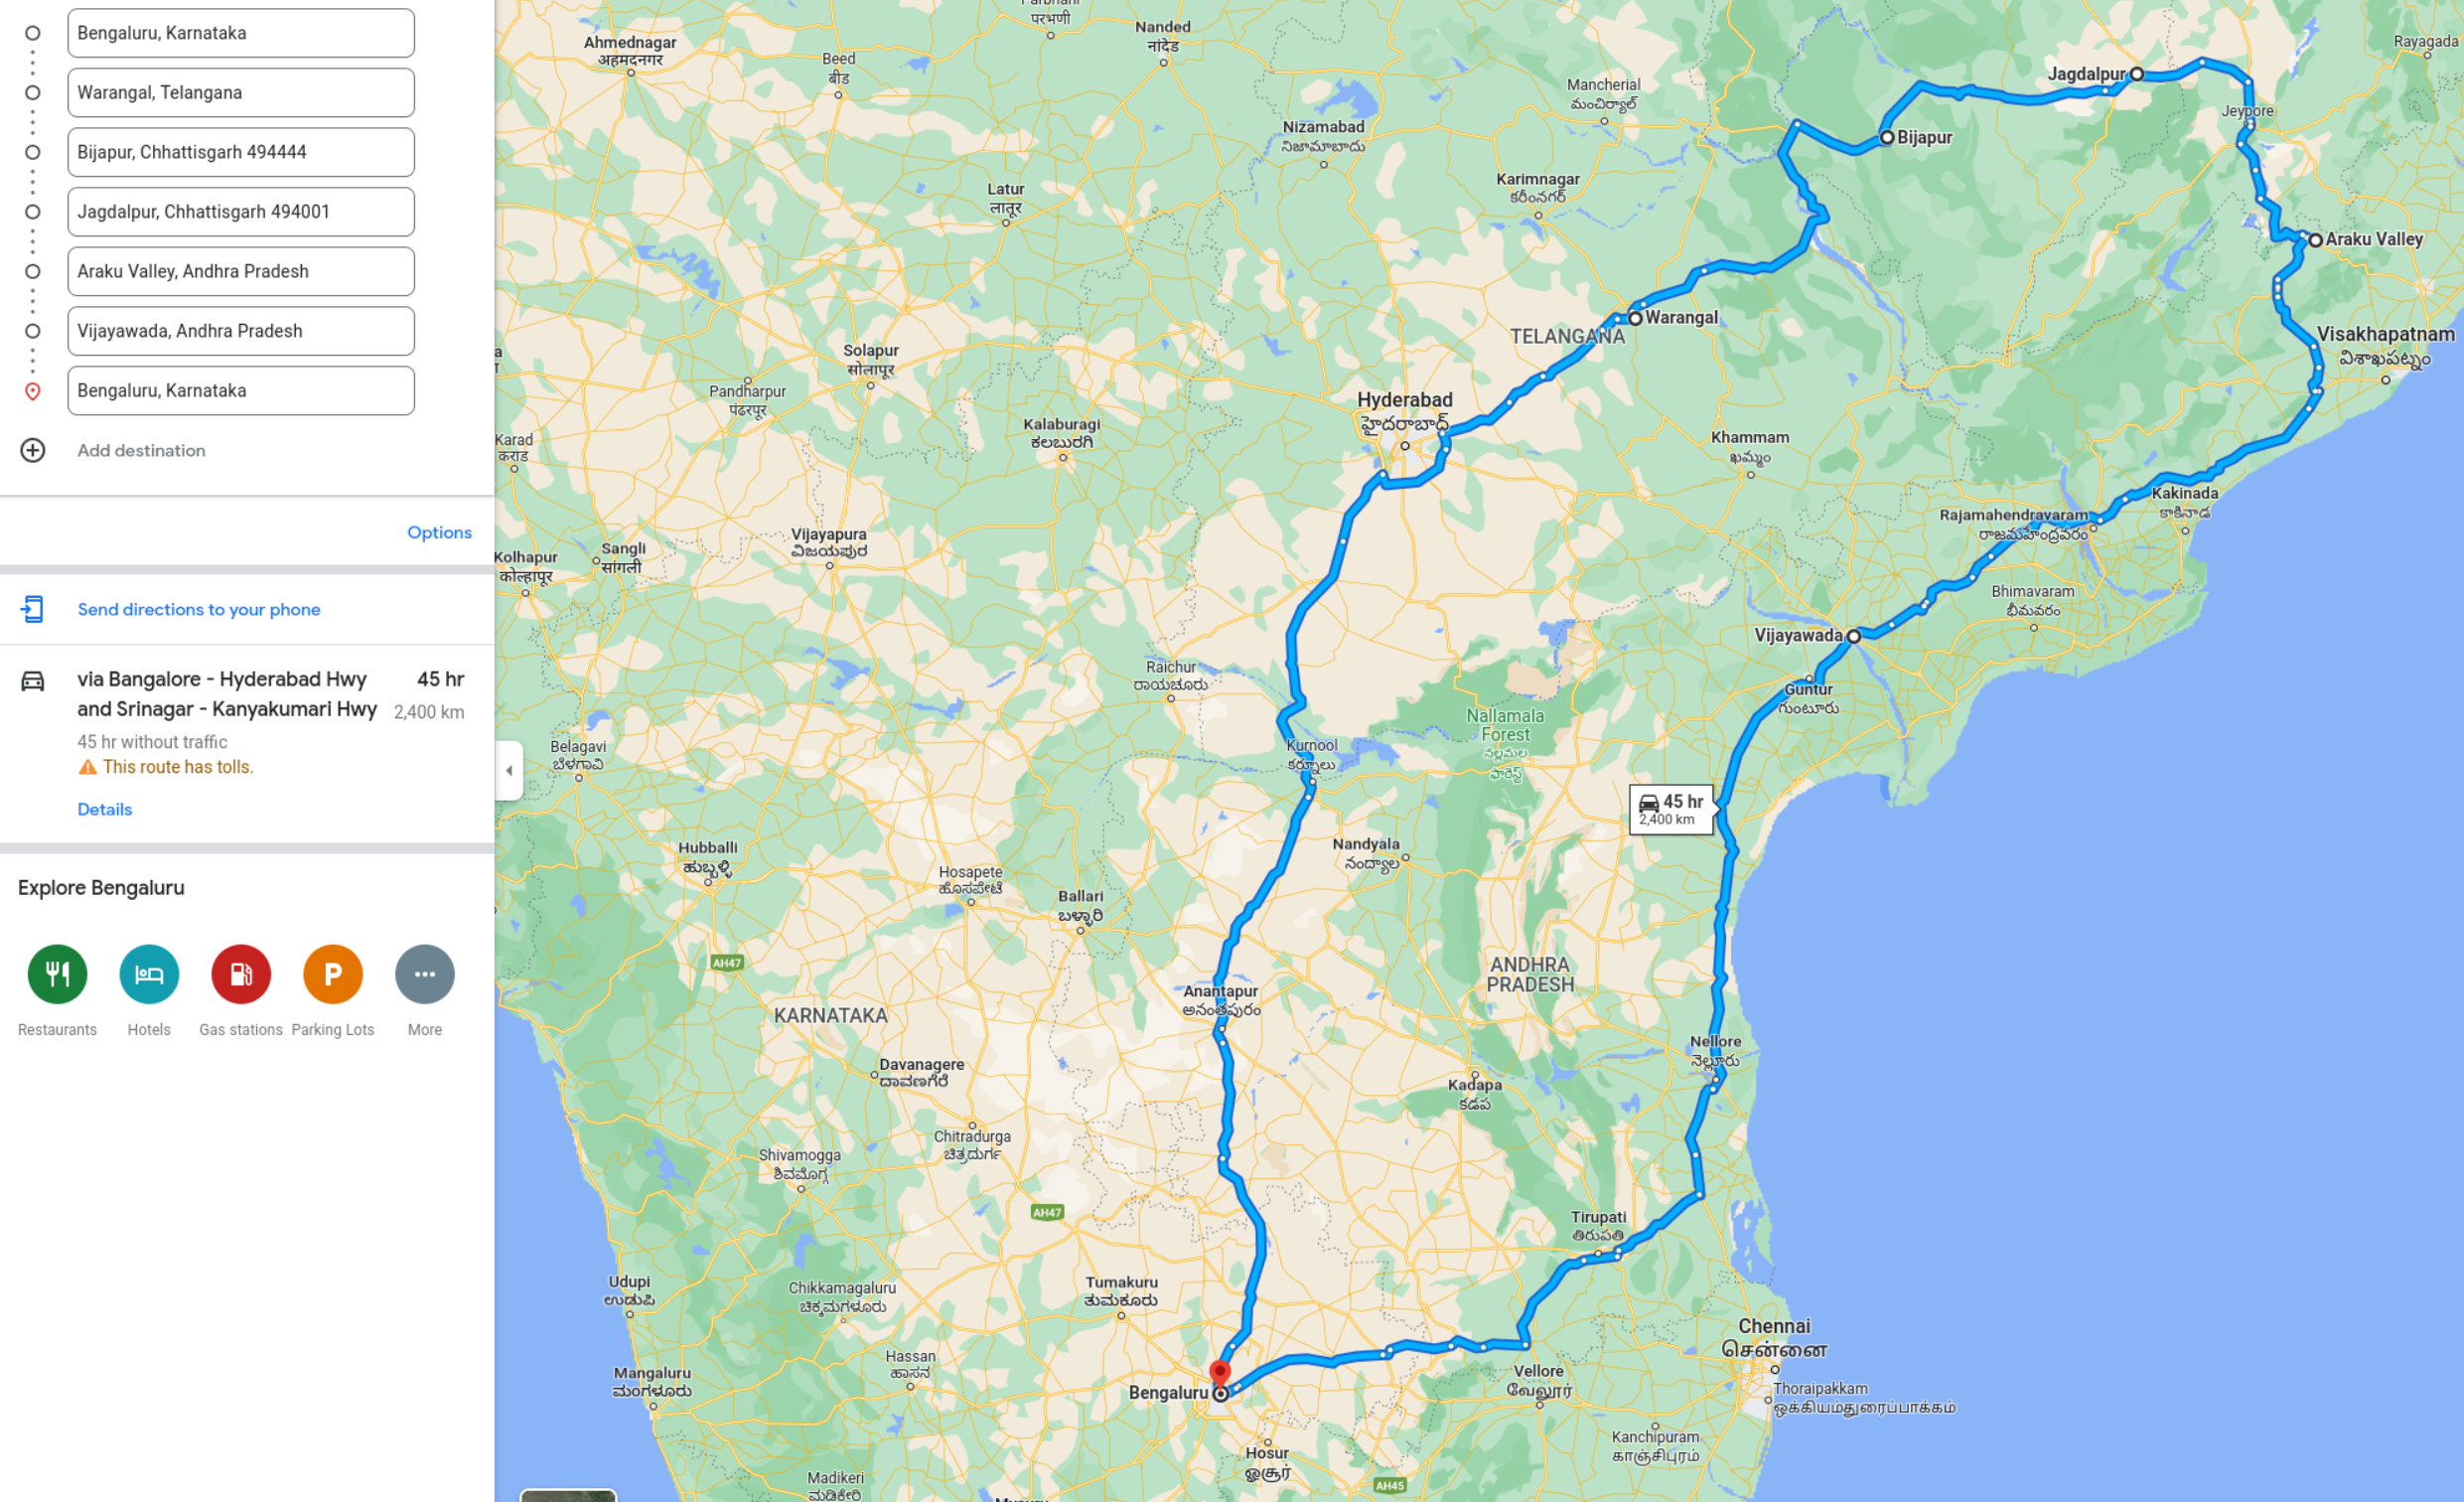 Bengaluru, Karnataka
Warangal, Telangana
Bijapur, Chhattisgarh 494444
Jagdalpur, Chhattisgarh 494001
Araku Valley, Andhra Pradesh
Vijayawada, Andhra Pradesh
Bengaluru, Karnataka
Add destination
Options
Send directions to your phone
via Bangalore - Hyderabad Hwy
and Srinagar - Kanyakumari Hwy
45 hr
2,400 km
45 hr without traffic
This route has tolls.
Details
Explore Bengaluru
Restaurants
Hotels
Gas stations
P
Parking Lots
More
परभणी
Ahmednagar
अहमदनगर
Beed
बीड
Nanded
नांदेड
Mancherial
మంచిర్యాల్
Jagdalpur
Rayagada
Jeypore
Nizamabad
నిజామాబాదు
Bijapur
Latur
लातूर
Karimnagar
కరీంనగర్
Araku Valley
Warangal
TELANGANA
Visakhapatnam
విశాఖపట్నం
Solapur
सोलापूर
Pandharpur
पंढरपूर
Hyderabad
హైదరాబాద్
Kalaburagi
ಕಲಬುರಗಿ
Karad
कराड
Khammam
ఖమ్మం
Kakinada
కాకినాడ
Rajamahendravaram
రాజమహేంద్రవరం
Vijayapura
ವಿಜಯಪುರ
Sangli
सांगली
Kolhapur
कोल्हापूर
Bhimavaram
భీమవరం
Vijayawada
Raichur
ರಾಯಚೂರು
Guntur
గుంటూరు
Nallamala
Forest
నల్లమల
ఫారెస్ట్
Kurnool
కర్నూలు
Belagavi
ಬೆಳಗಾವಿ
45 hr
2,400 km
Hubballi
ಹುಬ್ಬಳ್ಳಿ
Nandyala
నంద్యాల
Hosapete
ಹೊಸಪೇಟೆ
Ballari
ಬಳ್ಳಾರಿ
AH47
ANDHRA
PRADESH
Anantapur
అనంతపురం
KARNATAKA
Nellore
నెల్లూరు
Davanagere
ದಾವಣಗೆರೆ
Kadapa
కడప
Chitradurga
ಚಿತ್ರದುರ್ಗ
Shivamogga
ಶಿವಮೊಗ್ಗ
AH47
Tirupati
తిరుపతి
Udupi
ಉಡುಪಿ
Chikkamagaluru
ಚಿಕ್ಕಮಗಳೂರು
Tumakuru
ತುಮಕೂರು
Chennai
சென்னை
Hassan
ಹಾಸನ
Mangaluru
ಮಂಗಳೂರು
Bengaluru
Vellore
வேலூர்
Thoraipakkam
ஒக்கியம்துரைப்பாக்கம்
Kanchipuram
காஞ்சிபுரம்
Hosur
ஓசூர்
Madikeri
ಮಡಿಕೇರಿ
AH45